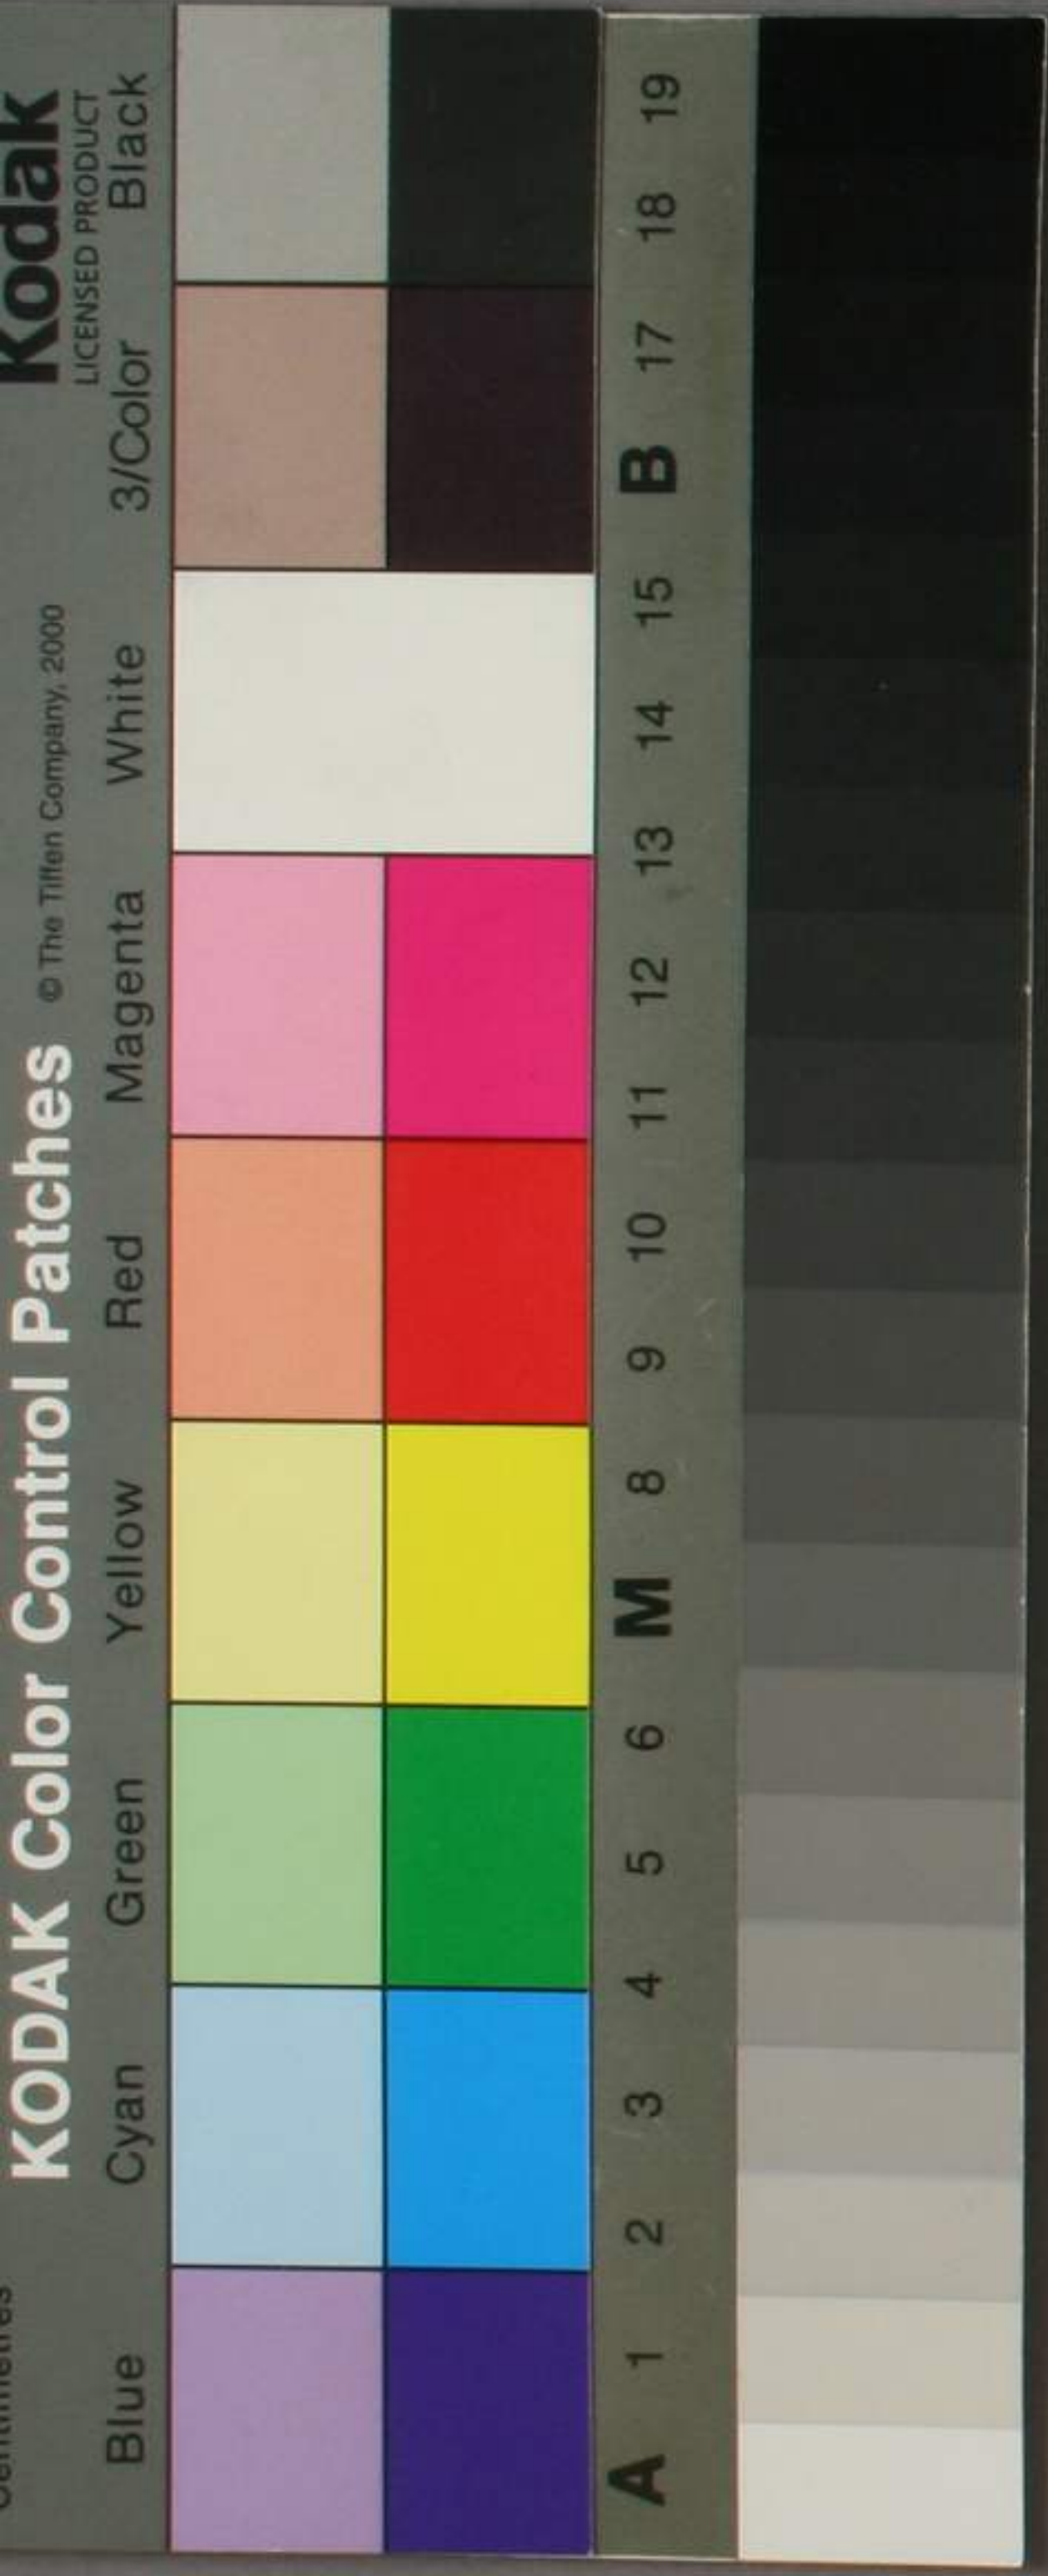 Centimetres
KODAK Color Control Patches © The Tiffen Company, 2000
Kodak
LICENSED PRODUCT
Blue Cyan Green Yellow Red Magenta White 3/Color Black
A 1 2 3 4 5 6 M 8 9 10 11 12 13 14 15 B 17 18 19